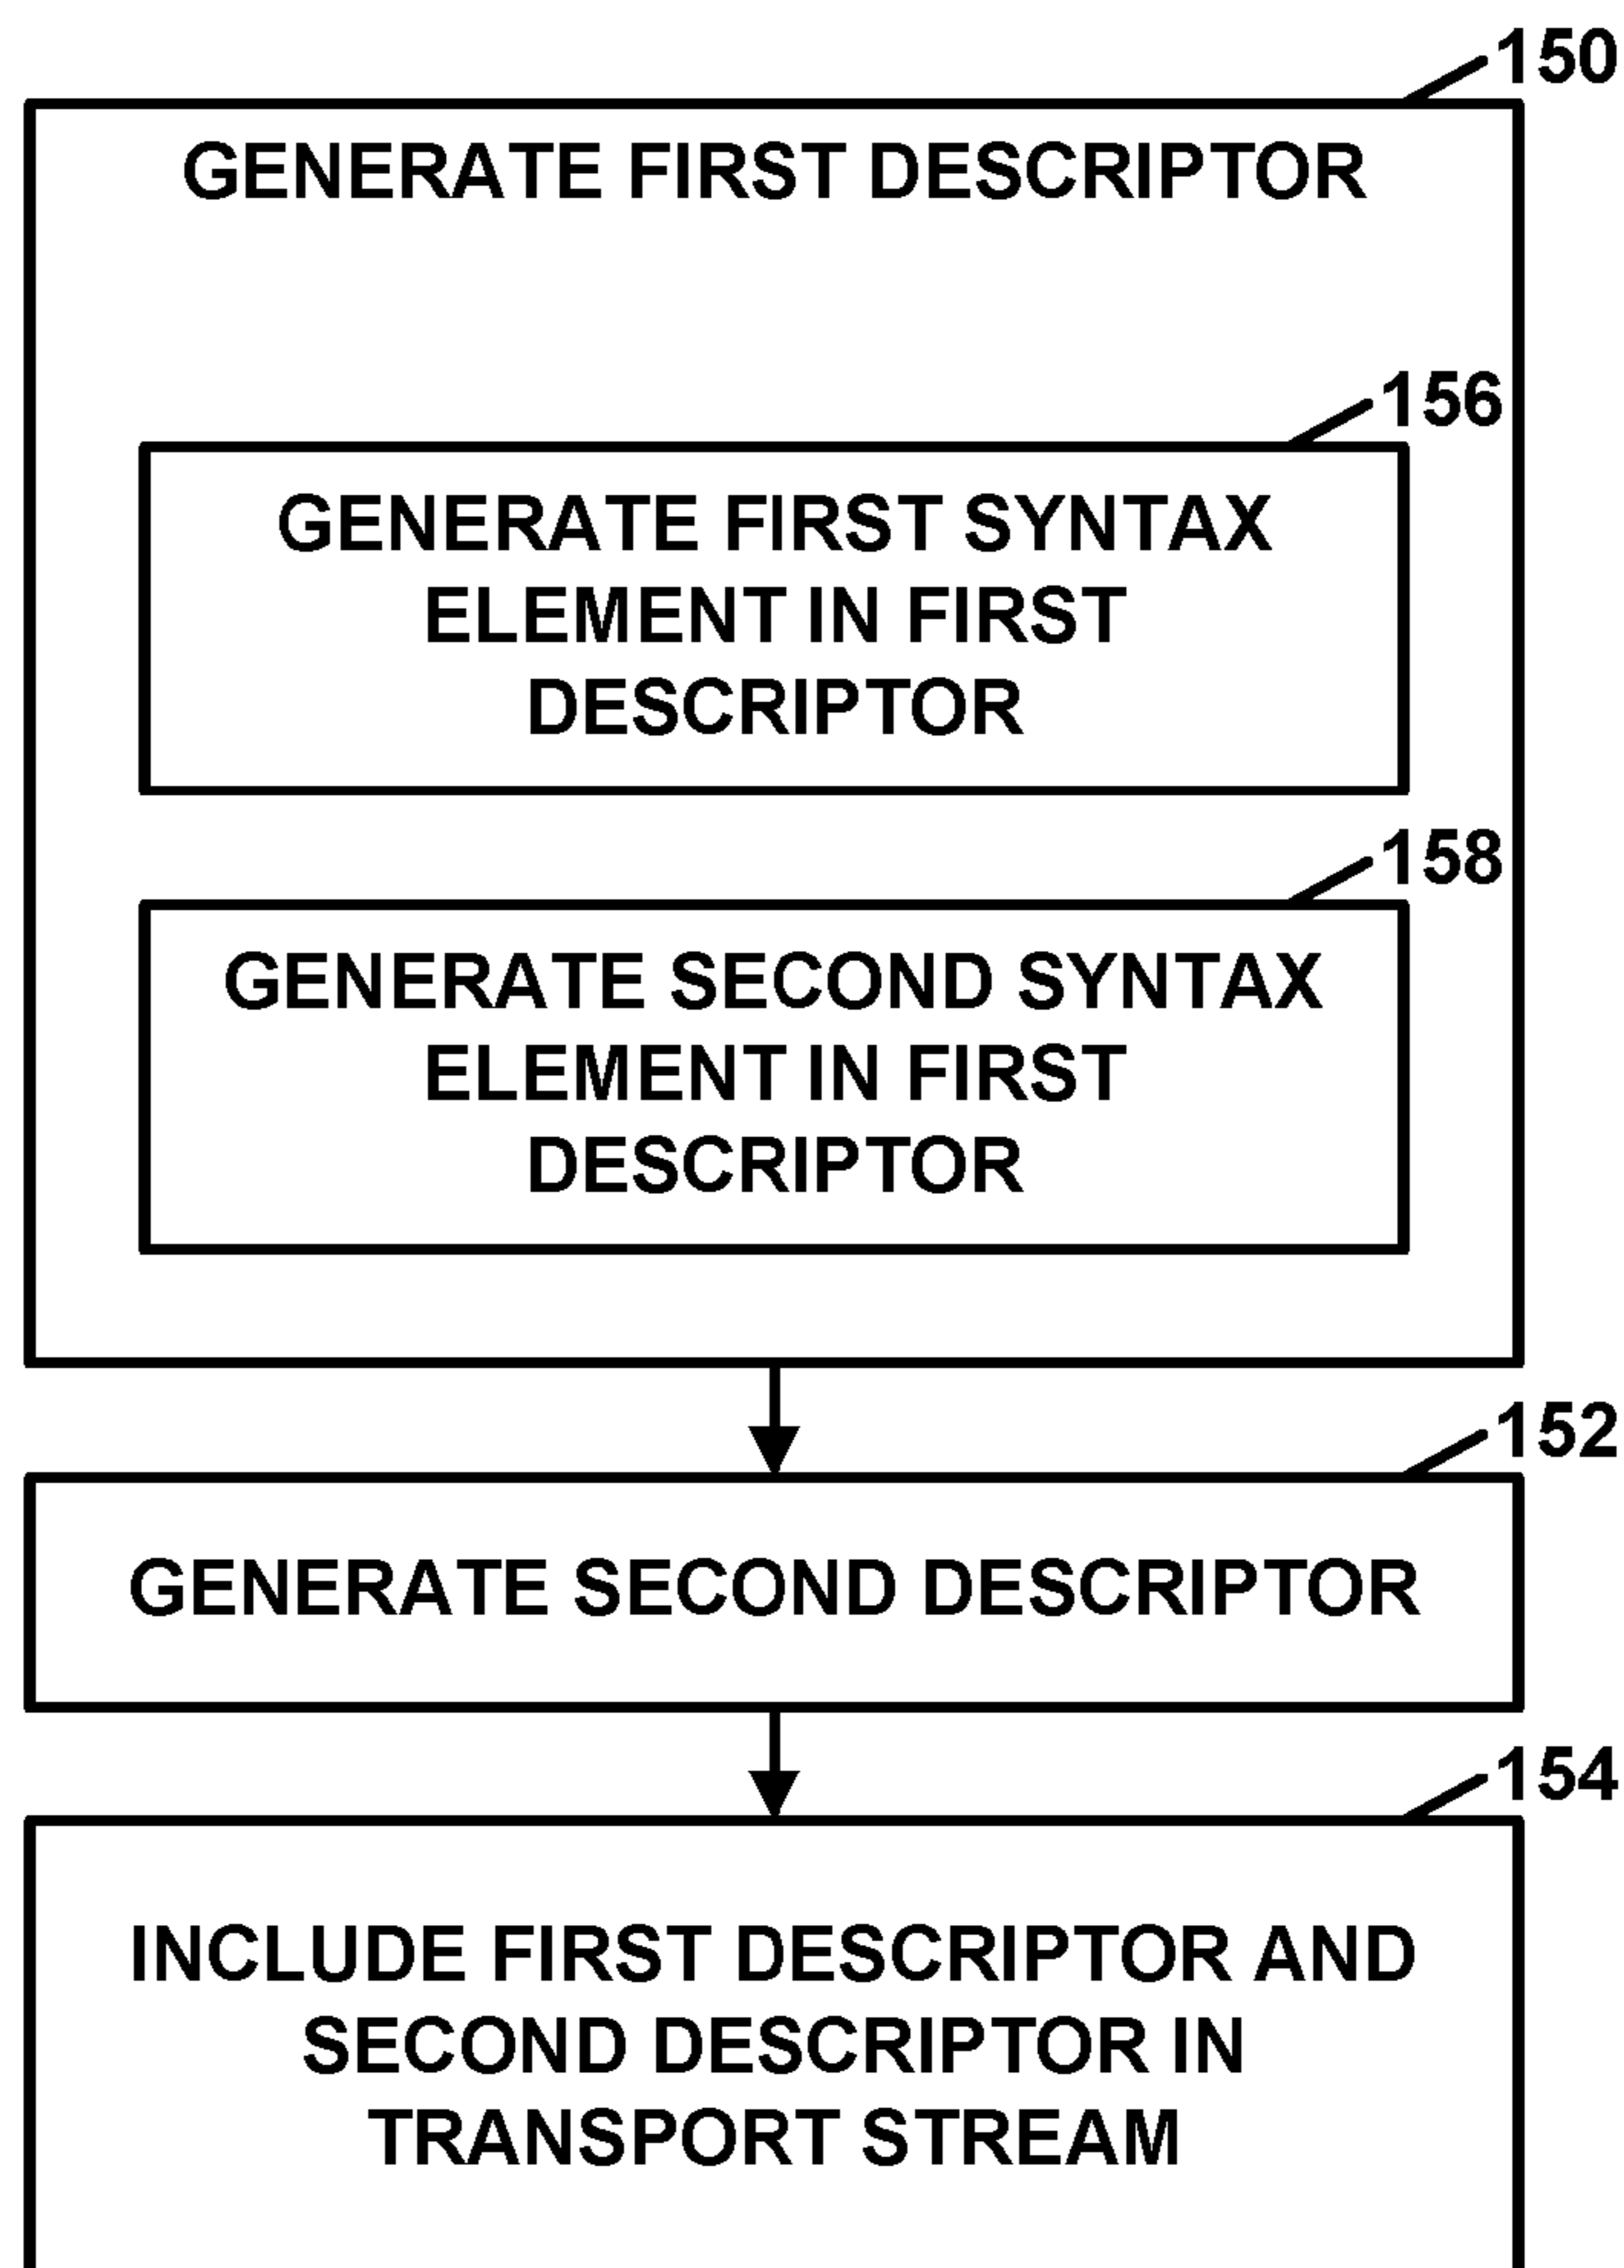 150
GENERATE FIRST DESCRIPTOR
156
GENERATE FIRST SYNTAX
ELEMENT IN FIRST
DESCRIPTOR
158
GENERATE SECOND SYNTAX
ELEMENT IN FIRST
DESCRIPTOR
152
GENERATE SECOND DESCRIPTOR
154
INCLUDE FIRST DESCRIPTOR AND
SECOND DESCRIPTOR IN
TRANSPORT STREAM